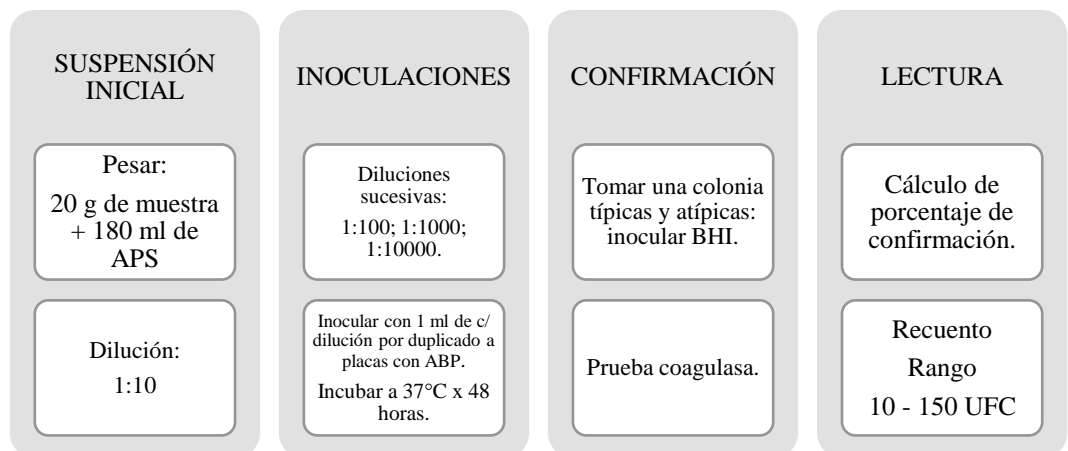 SUSPENSIÓN
INICIAL
Pesar:
20 g de muestra
+ 180 ml de
APS
Dilución:
1:10
INOCULACIONES
Diluciones
sucesivas:
1:100; 1:1000;
1:10000.
Inocular con 1 ml de c/
dilución por duplicado a
placas con ABP.
Incubar a 37°C x 48
horas.
CONFIRMACIÓN
Tomar una colonia
típicas y atípicas:
inocular BHI.
Prueba coagulasa.
LECTURA
Cálculo de
porcentaje de
confirmación.
Recuento
Rango
10 - 150 UFC